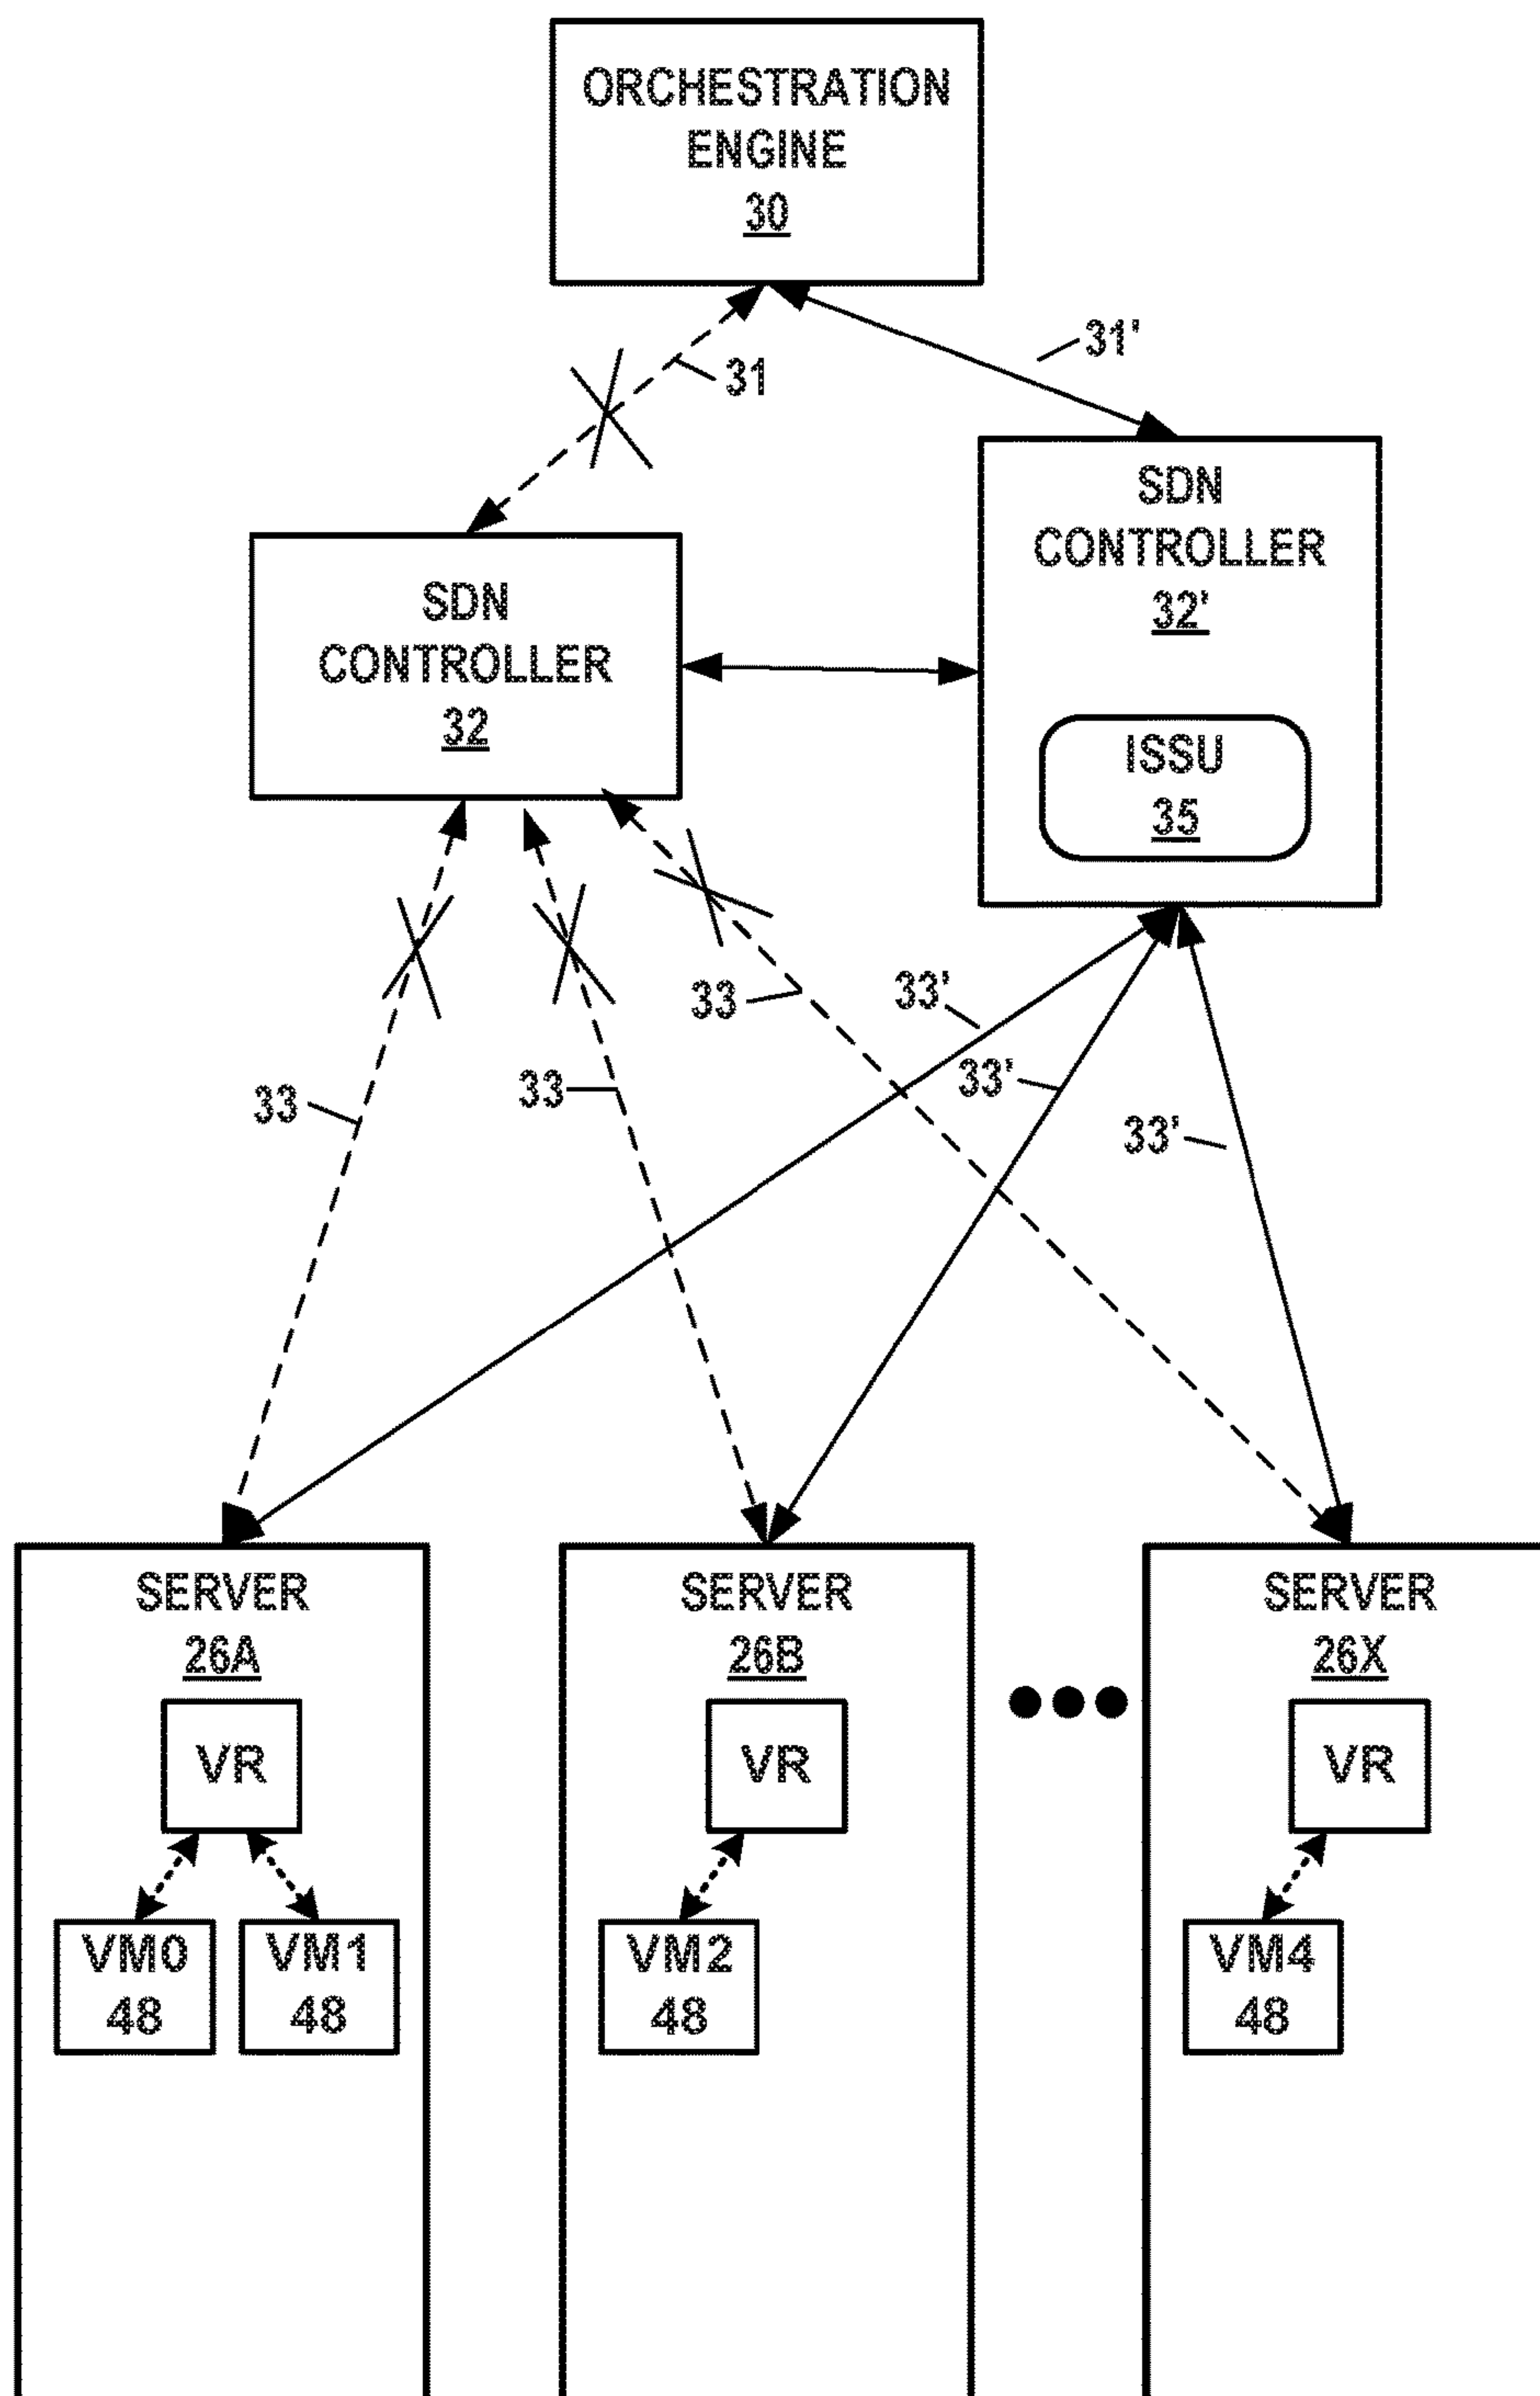 ORCHESTRATION
ENGINE
30
31'
31
SDN
CONTROLLER
32'
SDN
CONTROLLER
32
ISSU
35
33
33'
33'
33
33
33'
SERVER
26A
VR
VM0
48
VM1
48
SERVER
26B
VR
VM2
48
SERVER
26X
VR
VM4
48